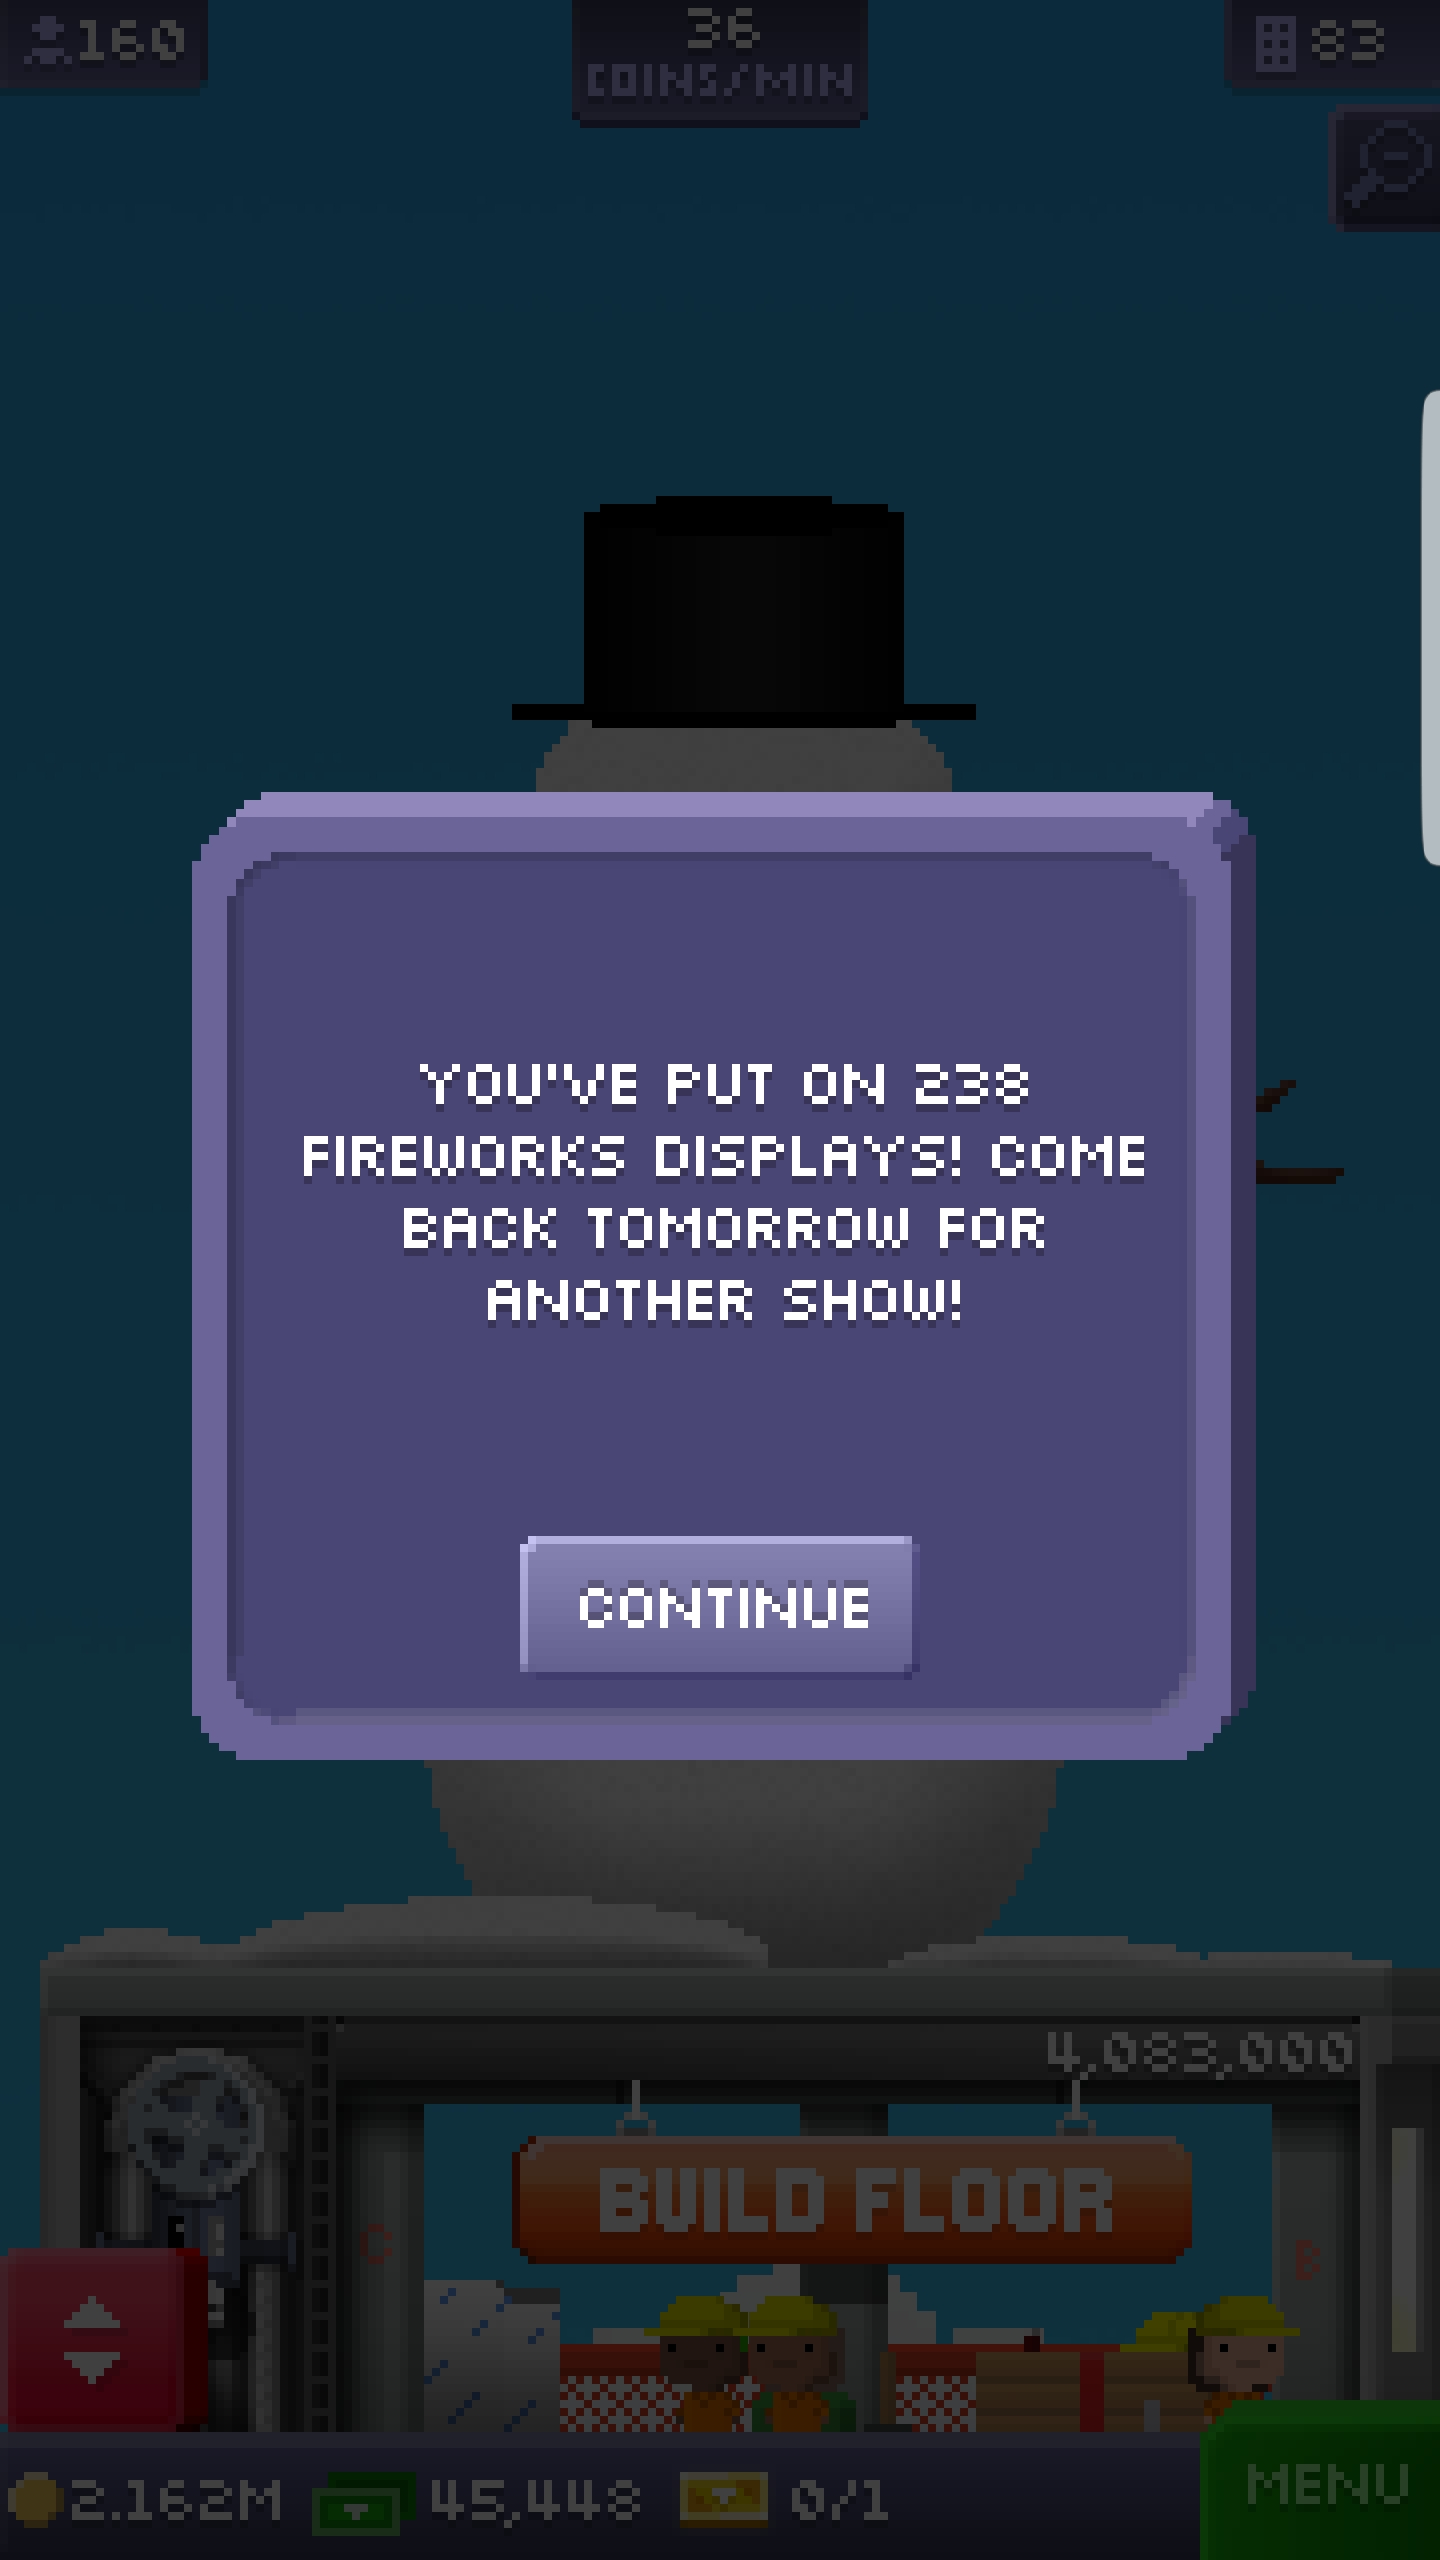 160
36
COINS/MIN
83
YOU'VE PUT ON 238
FIREWORKS DISPLAYS! COME
BACK TOMORROW FOR
ANOTHER SHOW!
CONTINUE
4,083,000
BUILD FLOOR
C
B
2.162M
45,448
0/1
MENU